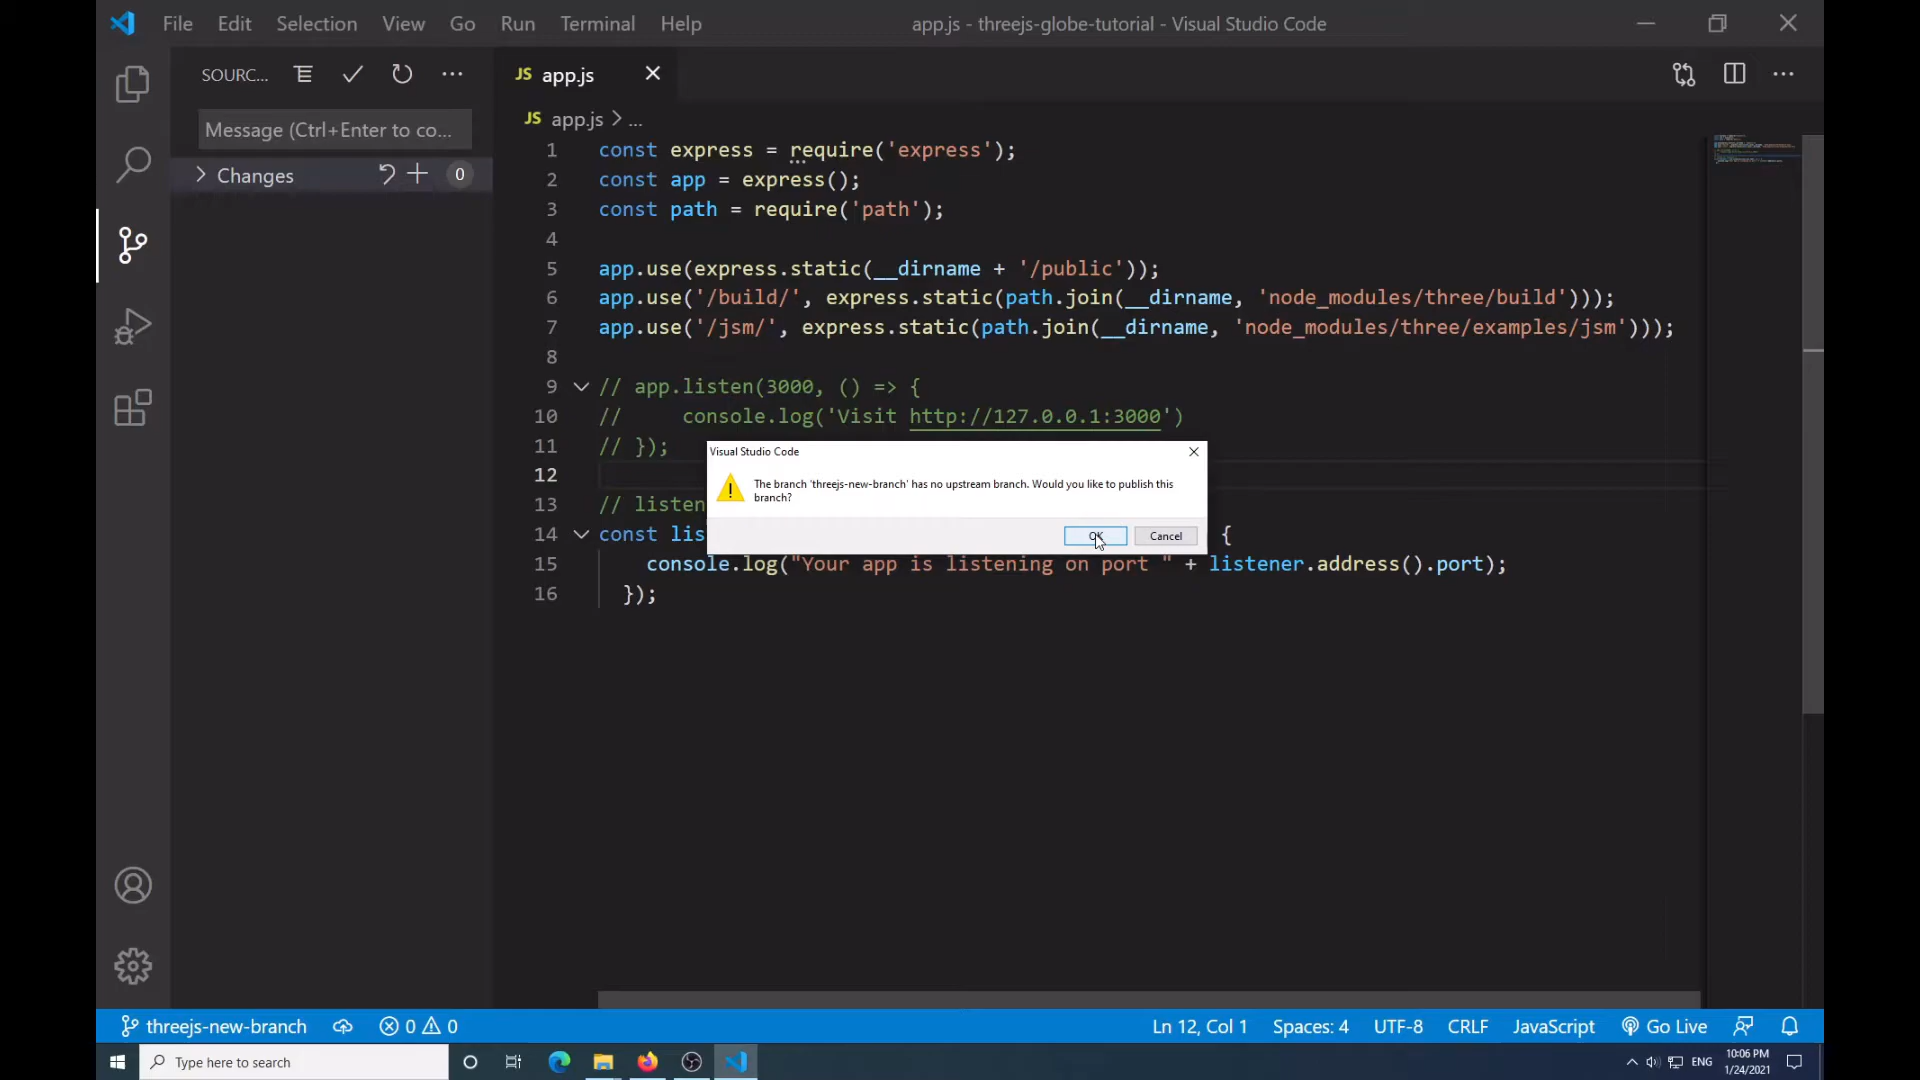 File Edit Selection View Go Run Terminal Help app.js - threejs-globe-tutorial - Visual Studio Code
SOURC...
JS app.js
Message (Ctrl+Enter to co...
JS app.js > ...
Changes 0
1 const express = require('express');
2 const app = express();
3 const path = require('path');
4
5 app.use(express.static(__dirname + '/public'));
6 app.use('/build/', express.static(path.join(__dirname, 'node_modules/three/build')));
7 app.use('/jsm/', express.static(path.join(__dirname, 'node_modules/three/examples/jsm')));
8
9 // app.listen(3000, () => {
10 //     console.log('Visit http://127.0.0.1:3000')
11 // });
12
13 // listen
14 const lis {
15     console.log("Your app is listening on port " + listener.address().port);
16 });
Visual Studio Code
The branch 'threejs-new-branch' has no upstream branch. Would you like to publish this
branch?
OK Cancel
threejs-new-branch 0 0 Ln 12, Col 1 Spaces: 4 UTF-8 CRLF JavaScript Go Live
Type here to search ENG 10:06 PM
1/24/2021